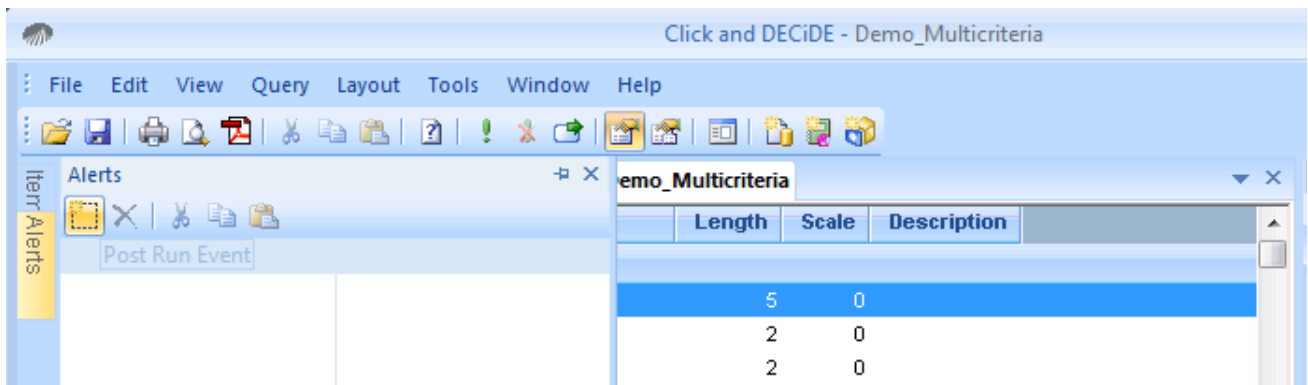 Click and DECiDE - Demo_Multicriteria
File Edit View Query Layout Tools Window Help
Item Alerts
Alerts
emo_Multicriteria
Post Run Event
Length Scale Description
5 0
2 0
2 0